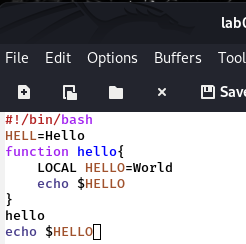 lab
File Edit Options Buffers Tool
Save
#!/bin/bash
HELL=Hello
function hello{
    LOCAL HELLO=World
    echo $HELLO
}
hello
echo $HELLO